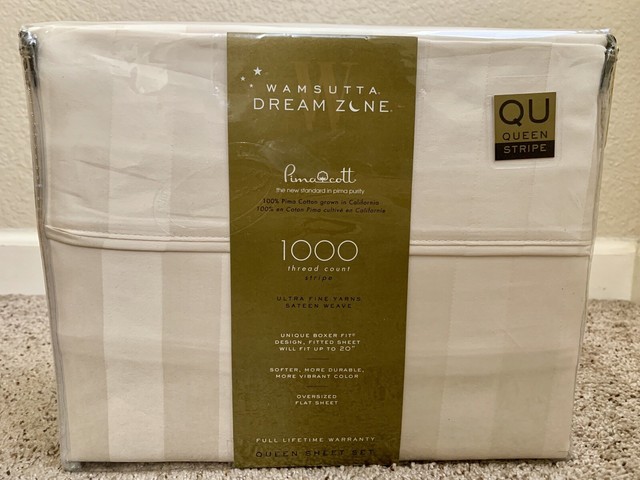 WAMSUTTA®
DREAM ZONE®
Pimacott
the new standard in pima purity
100% Pima Cotton grown in California
100% en Coton Pima cultivé en Californie
1000
thread count
stripe
ULTRA FINE YARNS
SATEEN WEAVE
UNIQUE BOXER FIT®
DESIGN, FITTED SHEET
WILL FIT UP TO 20"
SOFTER, MORE DURABLE,
MORE VIBRANT COLOR
OVERSIZED
FLAT SHEET
FULL LIFETIME WARRANTY
QUEEN SHEET SET
QU
QUEEN
STRIPE